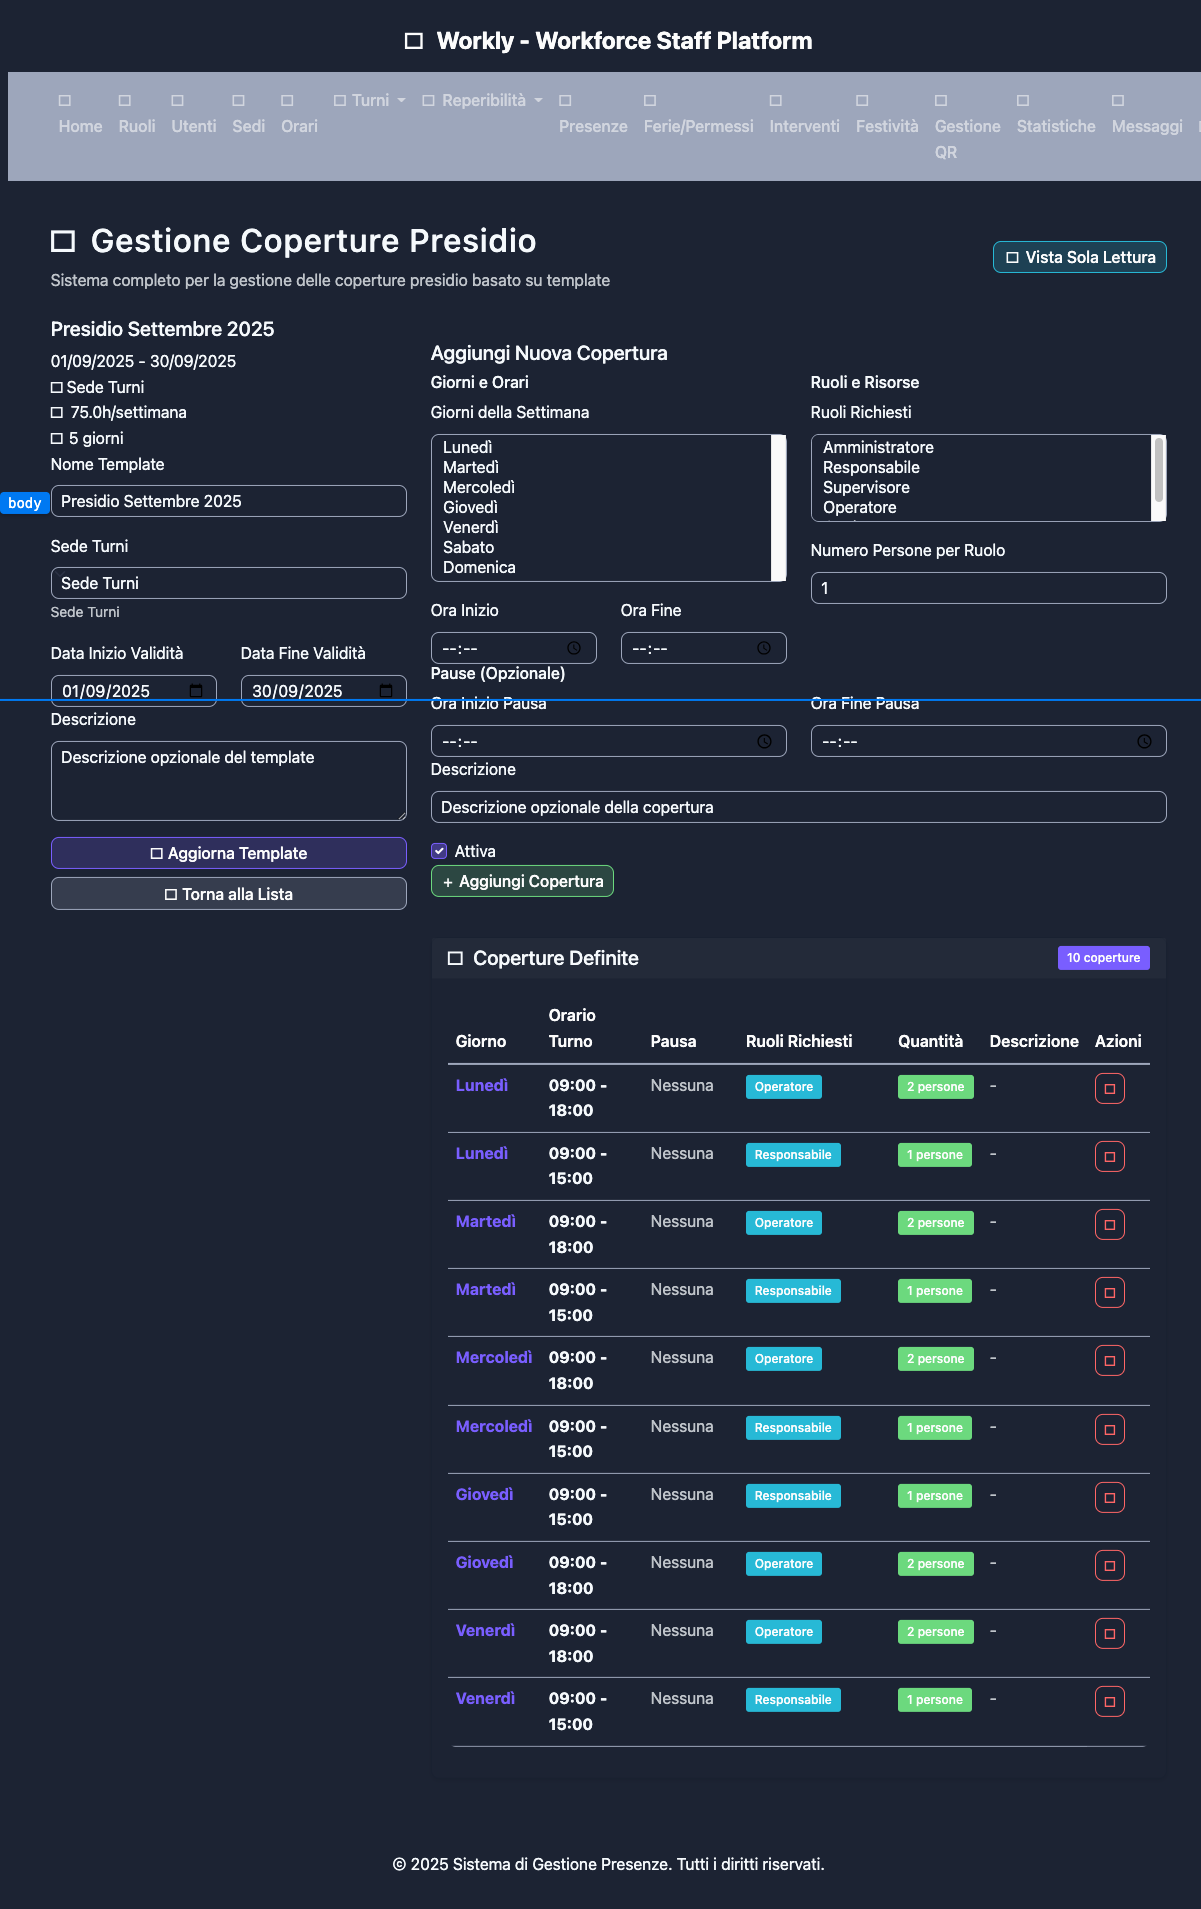 Workly - Workforce Staff Platform
Home
Ruoli
Utenti
Sedi
Orari
Turni
Reperibilità
Presenze
Ferie/Permessi
Interventi
Festività
Gestione
QR
Statistiche
Messaggi
Gestione Coperture Presidio
Sistema completo per la gestione delle coperture presidio basato su template
Vista Sola Lettura
Presidio Settembre 2025
01/09/2025 - 30/09/2025
Sede Turni
75.0h/settimana
5 giorni
Nome Template
body
Presidio Settembre 2025
Sede Turni
Sede Turni
Sede Turni
Data Inizio Validità
Data Fine Validità
01/09/2025
30/09/2025
Descrizione
Descrizione opzionale del template
Aggiorna Template
Torna alla Lista
Aggiungi Nuova Copertura
Giorni e Orari
Giorni della Settimana
Lunedì
Martedì
Mercoledì
Giovedì
Venerdì
Sabato
Domenica
Ora Inizio
Ora Fine
--:--
--:--
Ruoli e Risorse
Ruoli Richiesti
Amministratore
Responsabile
Supervisore
Operatore
Numero Persone per Ruolo
1
Pause (Opzionale)
Ora Inizio Pausa
Ora Fine Pausa
--:--
--:--
Descrizione
Descrizione opzionale della copertura
Attiva
+ Aggiungi Copertura
Coperture Definite
10 coperture
Giorno Orario Turno Pausa Ruoli Richiesti Quantità Descrizione Azioni
Lunedì 09:00 - 18:00 Nessuna Operatore 2 persone -
Lunedì 09:00 - 15:00 Nessuna Responsabile 1 persone -
Martedì 09:00 - 18:00 Nessuna Operatore 2 persone -
Martedì 09:00 - 15:00 Nessuna Responsabile 1 persone -
Mercoledì 09:00 - 18:00 Nessuna Operatore 2 persone -
Mercoledì 09:00 - 15:00 Nessuna Responsabile 1 persone -
Giovedì 09:00 - 15:00 Nessuna Responsabile 1 persone -
Giovedì 09:00 - 18:00 Nessuna Operatore 2 persone -
Venerdì 09:00 - 18:00 Nessuna Operatore 2 persone -
Venerdì 09:00 - 15:00 Nessuna Responsabile 1 persone -
© 2025 Sistema di Gestione Presenze. Tutti i diritti riservati.